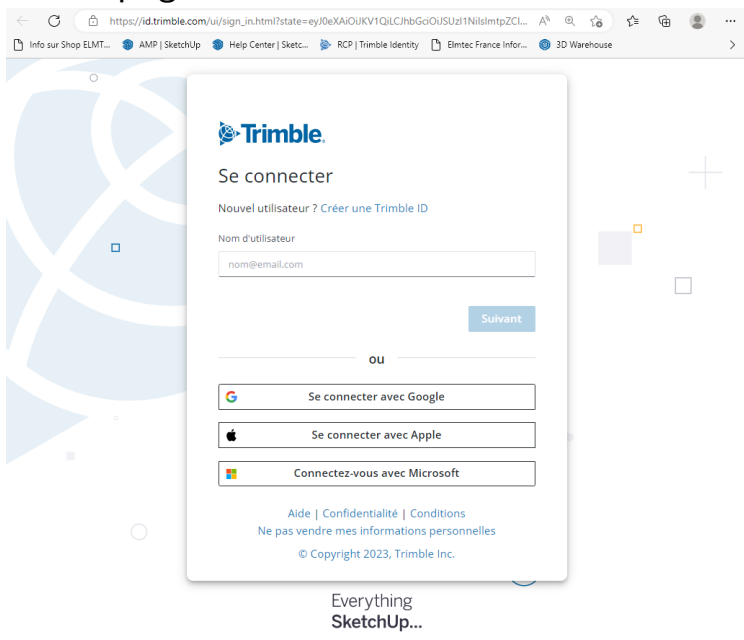 https://id.trimble.com/ui/sign_in.html?state=eyJ0eXAiOiJKV1QiLCJhbGciOiJSUzI1NiIsImtpZCI...
Info sur Shop ELMT... AMP | SketchUp Help Center | Sketc... RCP | Trimble Identity Elmtec France Infor... 3D Warehouse
Trimble.
Se connecter
Nouvel utilisateur ? Créer une Trimble ID
Nom d'utilisateur
nom@email.com
Suivant
ou
Se connecter avec Google
Se connecter avec Apple
Connectez-vous avec Microsoft
Aide | Confidentialité | Conditions
Ne pas vendre mes informations personnelles
© Copyright 2023, Trimble Inc.
Everything
SketchUp...